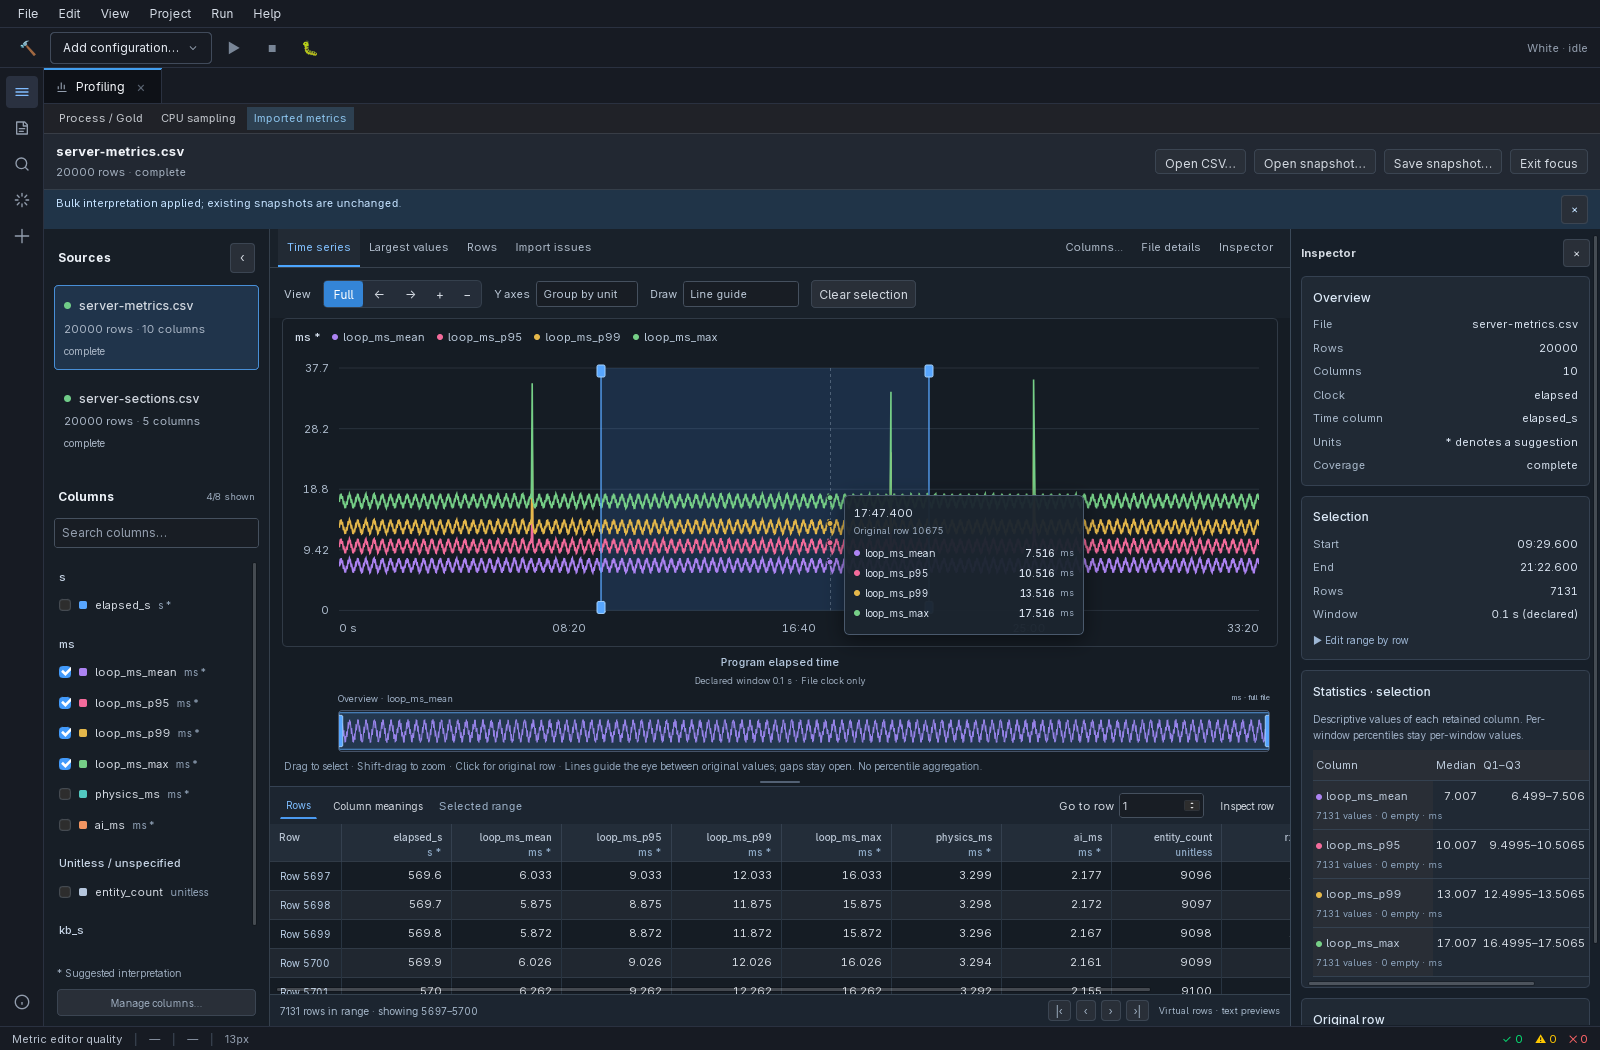 File Edit View Project Run Help
Add configuration...
White · idle
Profiling ×
Process / Gold CPU sampling Imported metrics
server-metrics.csv
20000 rows · complete
Open CSV... Open snapshot... Save snapshot... Exit focus
Bulk interpretation applied; existing snapshots are unchanged.
×
Sources
‹
server-metrics.csv
20000 rows · 10 columns
complete
server-sections.csv
20000 rows · 5 columns
complete
Columns 4/8 shown
Search columns...
s
elapsed_s s *
ms
loop_ms_mean ms *
loop_ms_p95 ms *
loop_ms_p99 ms *
loop_ms_max ms *
physics_ms ms *
ai_ms ms *
Unitless / unspecified
entity_count unitless
kb_s
* Suggested interpretation
Manage columns...
Time series Largest values Rows Import issues Columns... File details Inspector
View Full ← → + − Y axes Group by unit Draw Line guide Clear selection
ms * loop_ms_mean loop_ms_p95 loop_ms_p99 loop_ms_max
37.7
28.2
18.8
9.42
0
0 s 08:20 16:40 33:20
17:47.400
Original row 10675
loop_ms_mean 7.516 ms
loop_ms_p95 10.516 ms
loop_ms_p99 13.516 ms
loop_ms_max 17.516 ms
Program elapsed time
Declared window 0.1 s · File clock only
Overview · loop_ms_mean ms · full file
Drag to select · Shift-drag to zoom · Click for original row · Lines guide the eye between original values; gaps stay open. No percentile aggregation.
Rows Column meanings Selected range Go to row 1 Inspect row
Row elapsed_s loop_ms_mean loop_ms_p95 loop_ms_p99 loop_ms_max physics_ms ai_ms entity_count
s * ms * ms * ms * ms * ms * ms * unitless
Row 5697 569.6 6.033 9.033 12.033 16.033 3.299 2.177 9096
Row 5698 569.7 5.875 8.875 11.875 15.875 3.298 2.172 9097
Row 5699 569.8 5.872 8.872 11.872 15.872 3.296 2.167 9098
Row 5700 569.9 6.026 9.026 12.026 16.026 3.294 2.161 9099
Row 5701 570 6.262 9.262 12.262 16.262 3.292 2.155 9100
7131 rows in range · showing 5697–5700
Virtual rows · text previews
Inspector ×
Overview
File server-metrics.csv
Rows 20000
Columns 10
Clock elapsed
Time column elapsed_s
Units * denotes a suggestion
Coverage complete
Selection
Start 09:29.600
End 21:22.600
Rows 7131
Window 0.1 s (declared)
▶ Edit range by row
Statistics · selection
Descriptive values of each retained column. Per-
window percentiles stay per-window values.
Column Median Q1–Q3
loop_ms_mean 7.007 6.499–7.506
7131 values · 0 empty · ms
loop_ms_p95 10.007 9.4995–10.5065
7131 values · 0 empty · ms
loop_ms_p99 13.007 12.4995–13.5065
7131 values · 0 empty · ms
loop_ms_max 17.007 16.4995–17.5065
7131 values · 0 empty · ms
Original row
Metric editor quality | — | — | 13px
0 0 0